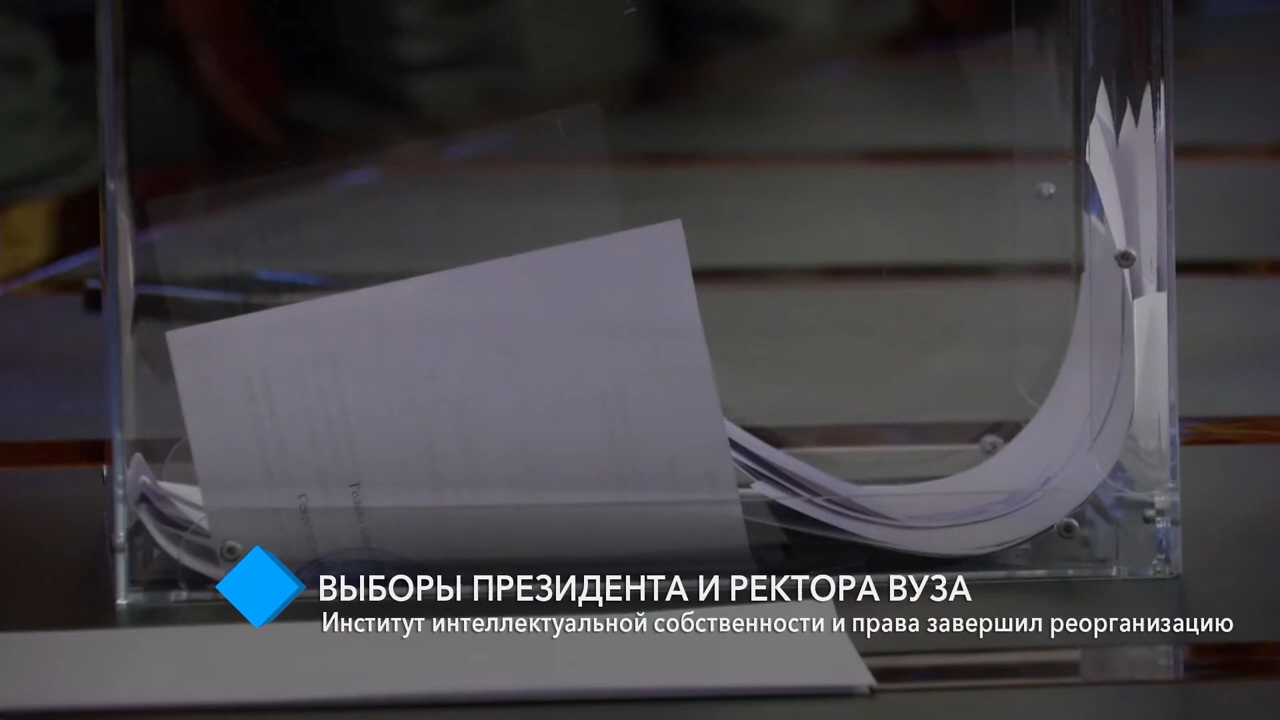 ВЫБОРЫ ПРЕЗИДЕНТА И РЕКТОРА ВУЗА
Институт интеллектуальной собственности и права завершил реорганизацию